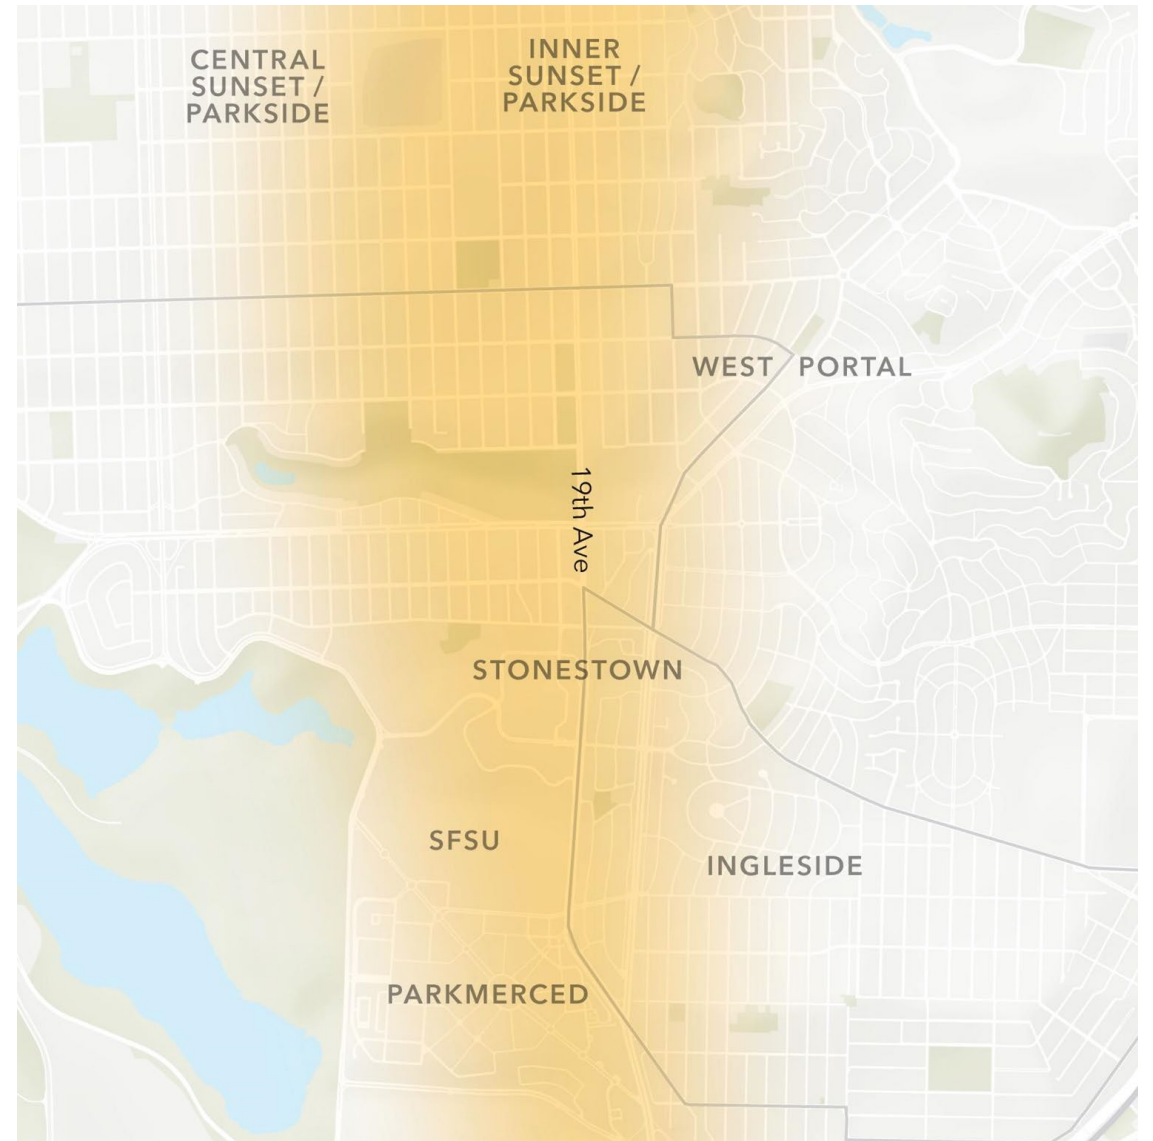 CENTRAL
SUNSET /
PARKSIDE
INNER
SUNSET /
PARKSIDE
WEST PORTAL
19th Ave
STONESTOWN
SFSU
INGLESIDE
PARKMERCED